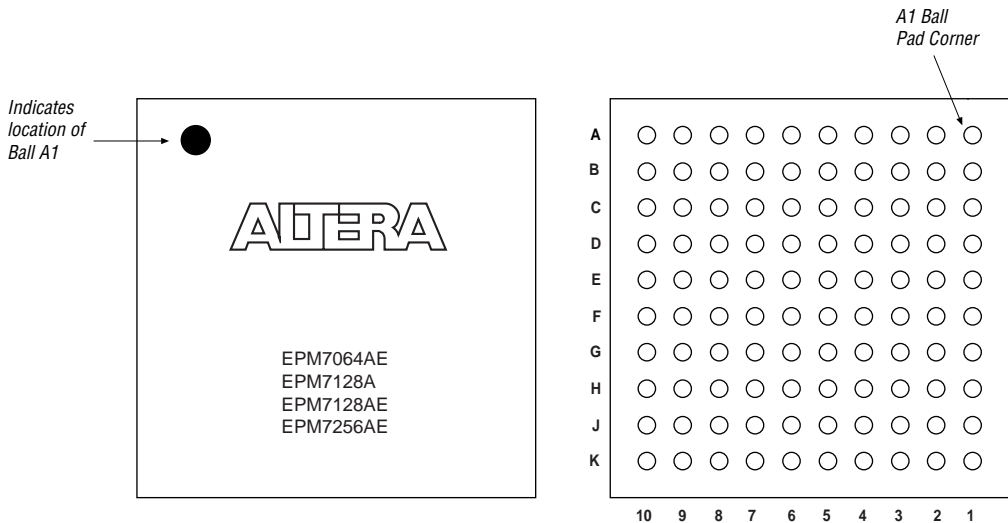 A1 Ball
Pad Corner
Indicates
location of
Ball A1
ALTERA
EPM7064AE
EPM7128A
EPM7128AE
EPM7256AE
A
B
C
D
E
F
G
H
J
K
10 9 8 7 6 5 4 3 2 1